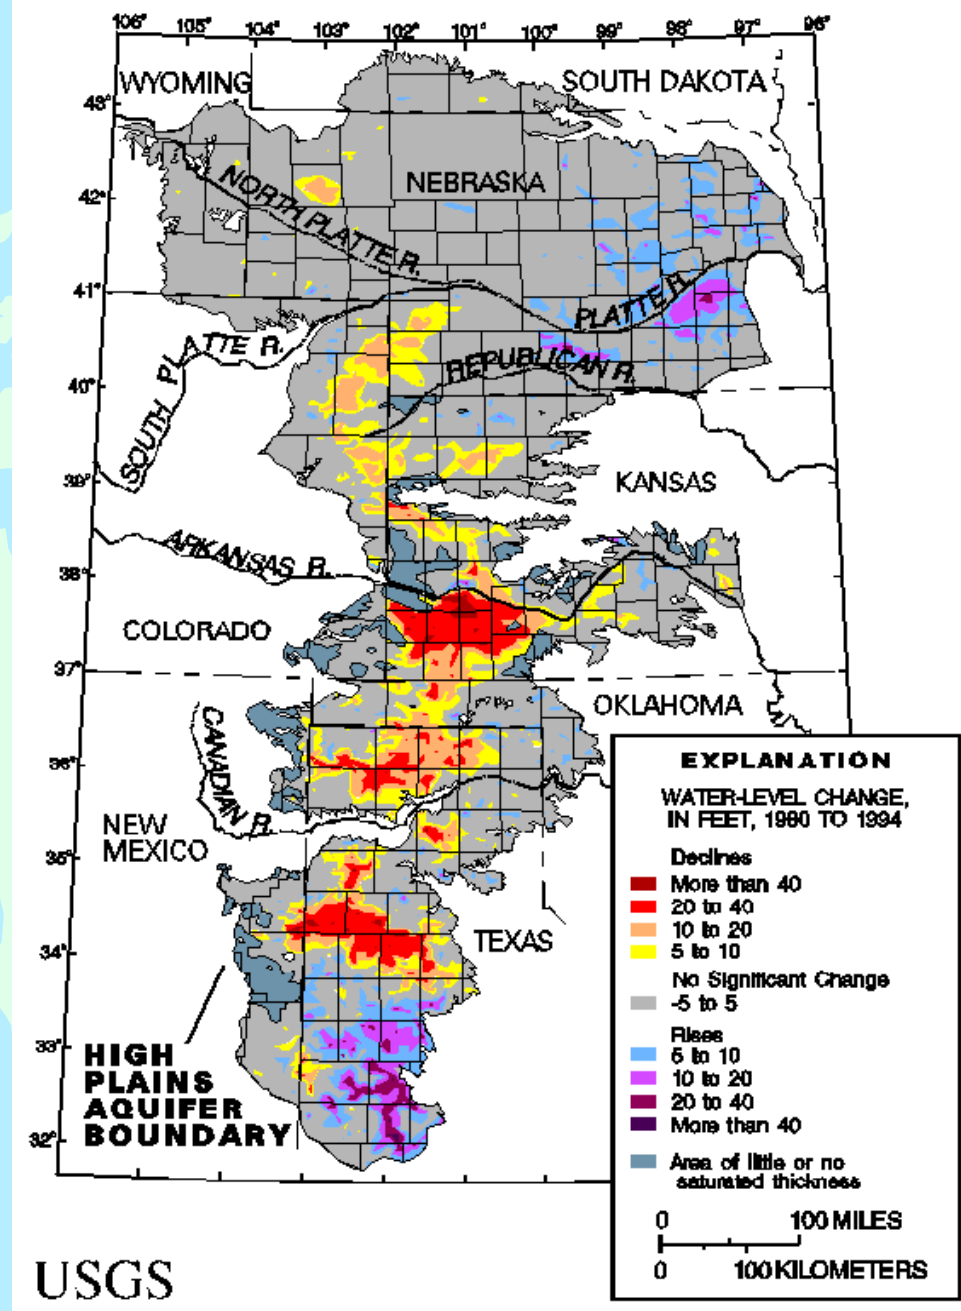 106° 105° 104° 103° 102° 101° 100° 99° 98° 97° 96°
WYOMING
SOUTH DAKOTA
43°
NEBRASKA
42°
NORTH PLATTE R.
41°
PLATTE R.
SOUTH PLATTE R.
REPUBLICAN R.
40°
39°
KANSAS
ARKANSAS R.
38°
COLORADO
37°
OKLAHOMA
CANADIAN R.
36°
NEW
MEXICO
35°
TEXAS
34°
33°
HIGH
PLAINS
AQUIFER
BOUNDARY
32°
EXPLANATION
WATER-LEVEL CHANGE,
IN FEET, 1980 TO 1994
Declines
More than 40
20 to 40
10 to 20
5 to 10
No Significant Change
-5 to 5
Rises
5 to 10
10 to 20
20 to 40
More than 40
Area of little or no
saturated thickness
0 100 MILES
0 100 KILOMETERS
USGS